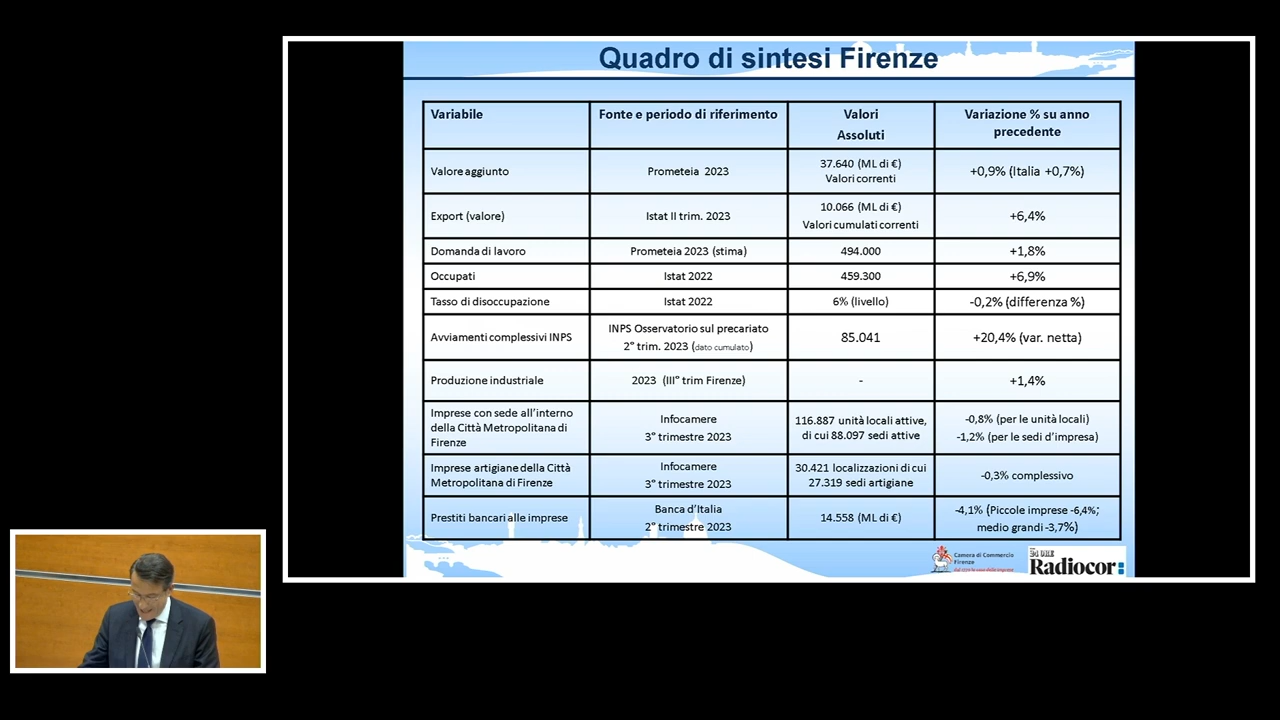 Quadro di sintesi Firenze
Variabile
Fonte e periodo di riferimento
Valori
Assoluti
Variazione % su anno
precedente
Valore aggiunto
Prometeia 2023
37.640 (ML di €)
Valori correnti
+0,9% (Italia +0,7%)
Export (valore)
Istat II trim. 2023
10.066 (ML di €)
Valori cumulati correnti
+6,4%
Domanda di lavoro
Prometeia 2023 (stima)
494.000
+1,8%
Occupati
Istat 2022
459.300
+6,9%
Tasso di disoccupazione
Istat 2022
6% (livello)
-0,2% (differenza %)
Avviamenti complessivi INPS
INPS Osservatorio sul precariato
2° trim. 2023 (dato cumulato)
85.041
+20,4% (var. netta)
Produzione industriale
2023 (III° trim Firenze)
-
+1,4%
Imprese con sede all'interno
della Città Metropolitana di
Firenze
Infocamere
3° trimestre 2023
116.887 unità locali attive,
di cui 88.097 sedi attive
-0,8% (per le unità locali)
-1,2% (per le sedi d'impresa)
Imprese artigiane della Città
Metropolitana di Firenze
Infocamere
3° trimestre 2023
30.421 localizzazioni di cui
27.319 sedi artigiane
-0,3% complessivo
Prestiti bancari alle imprese
Banca d'Italia
2° trimestre 2023
14.558 (ML di €)
-4,1% (Piccole imprese -6,4%;
medio grandi -3,7%)
Camera di Commercio
Firenze
24 ORE
Radiocor